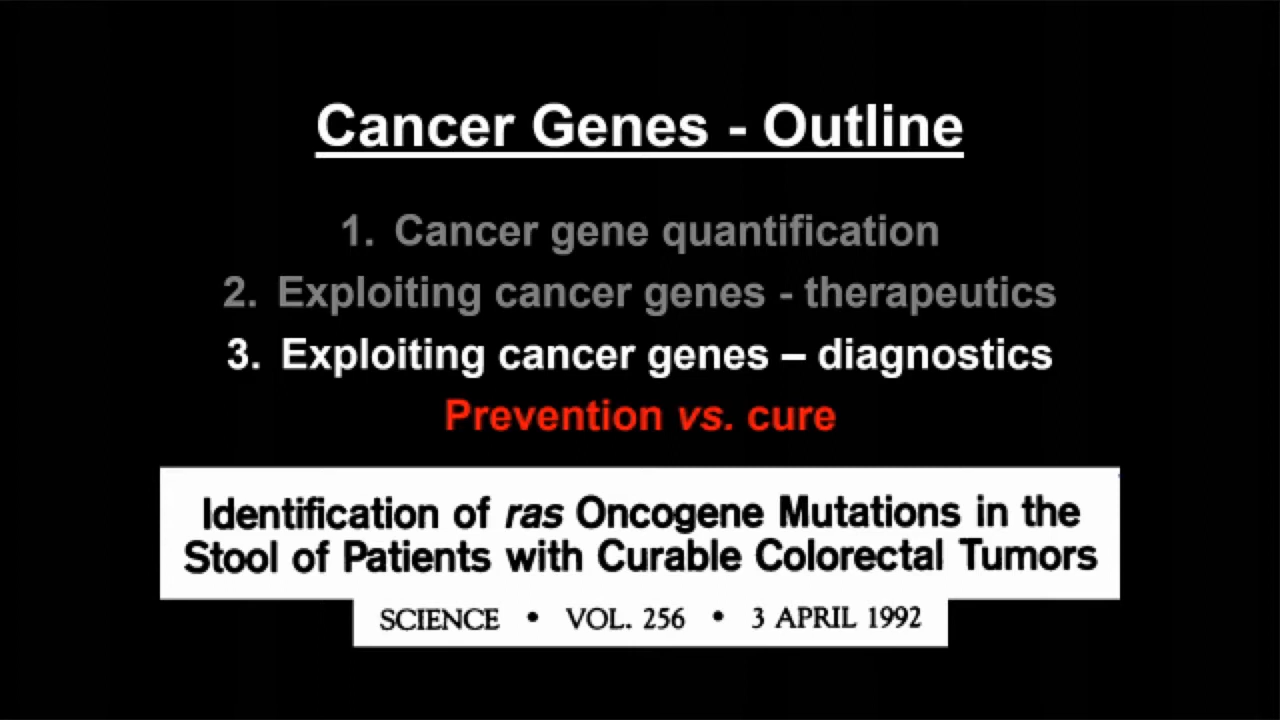 Cancer Genes - Outline
1. Cancer gene quantification
2. Exploiting cancer genes - therapeutics
3. Exploiting cancer genes – diagnostics
Prevention vs. cure
Identification of ras Oncogene Mutations in the
Stool of Patients with Curable Colorectal Tumors
SCIENCE • VOL. 256 • 3 APRIL 1992